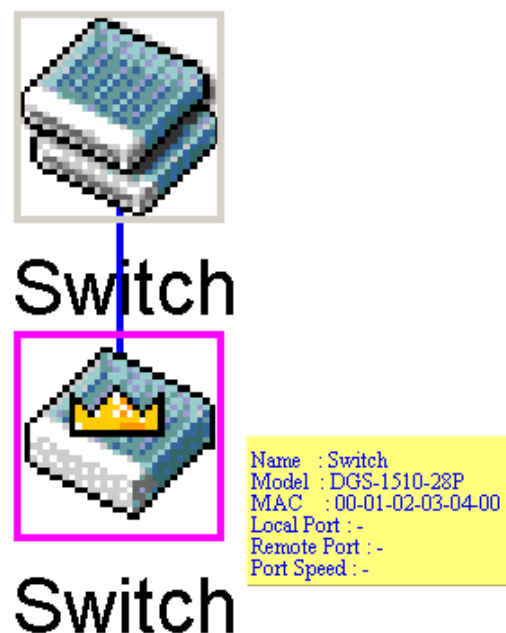 Switch
Name : Switch
Model : DGS-1510-28P
MAC : 00-01-02-03-04-00
Local Port : -
Remote Port : -
Port Speed : -
Switch